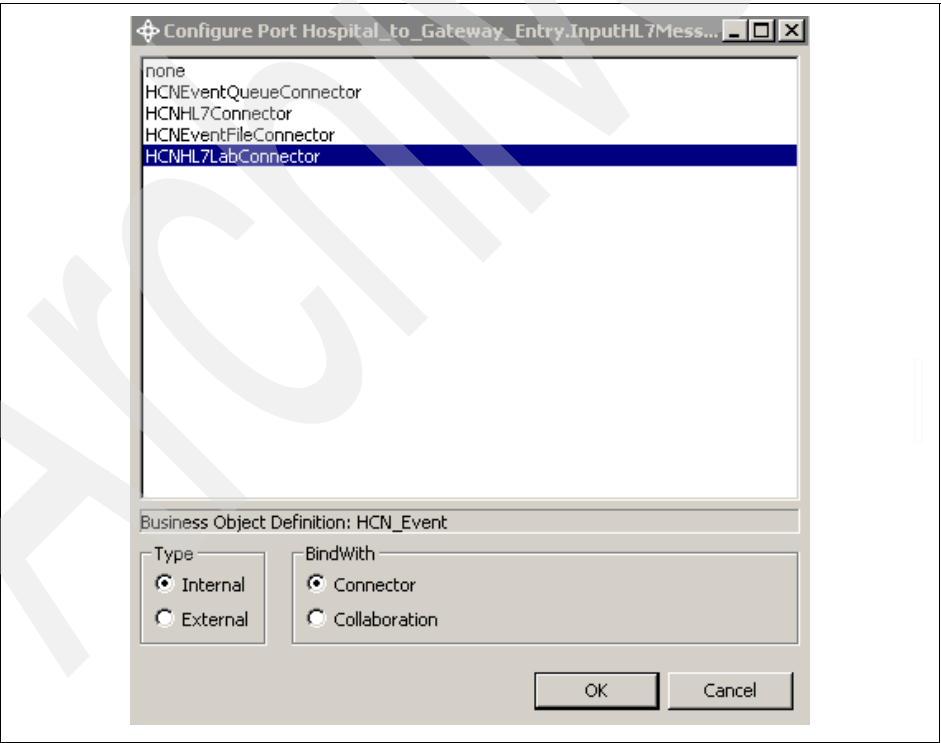 Configure Port Hospital_to_Gateway_Entry.InputHL7Mess...
none
HCNEventQueueConnector
HCNHL7Connector
HCNEventFileConnector
HCNHL7LabConnector
Business Object Definition: HCN_Event
Type
BindWith
Internal
Connector
External
Collaboration
OK
Cancel